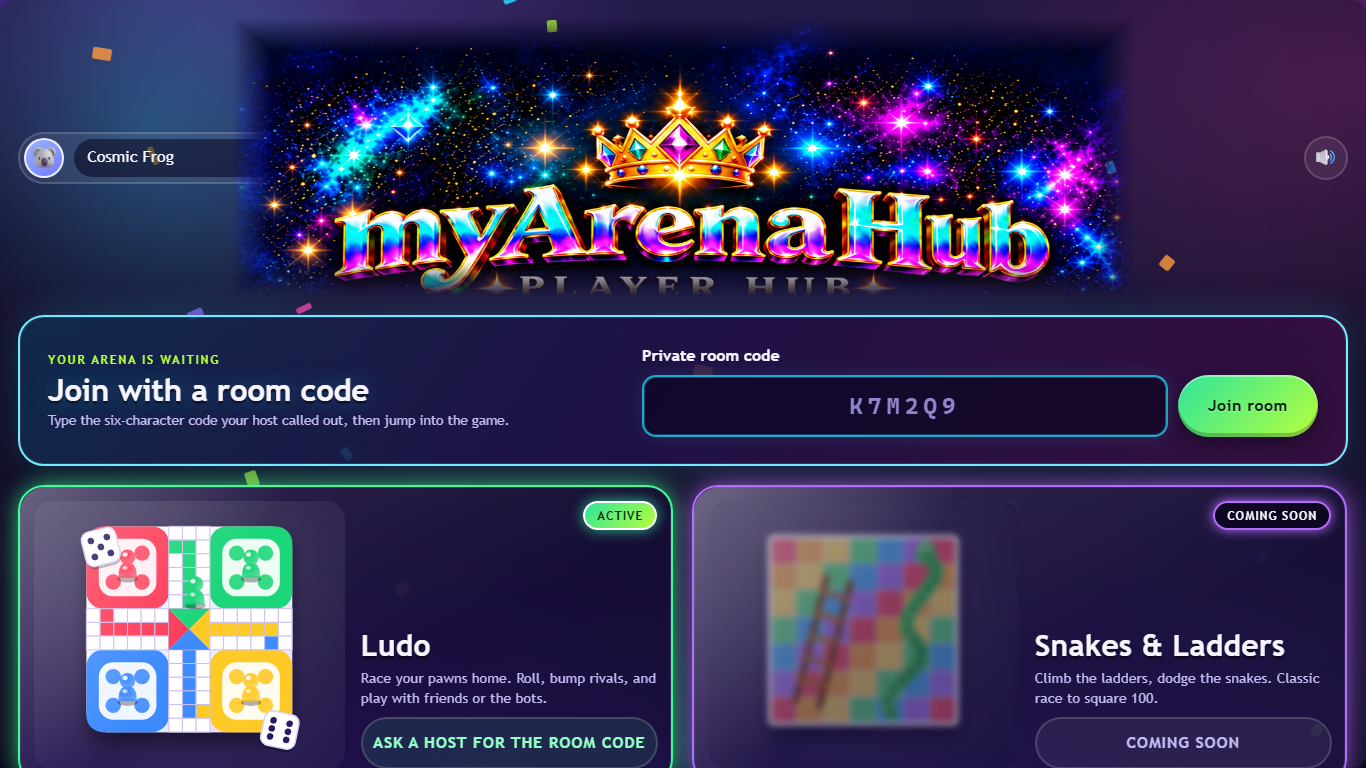 Cosmic Frog
myArenaHub
PLAYER HUB
YOUR ARENA IS WAITING
Join with a room code
Type the six-character code your host called out, then jump into the game.
Private room code
K7M2Q9
Join room
ACTIVE
Ludo
Race your pawns home. Roll, bump rivals, and
play with friends or the bots.
ASK A HOST FOR THE ROOM CODE
COMING SOON
Snakes & Ladders
Climb the ladders, dodge the snakes. Classic
race to square 100.
COMING SOON